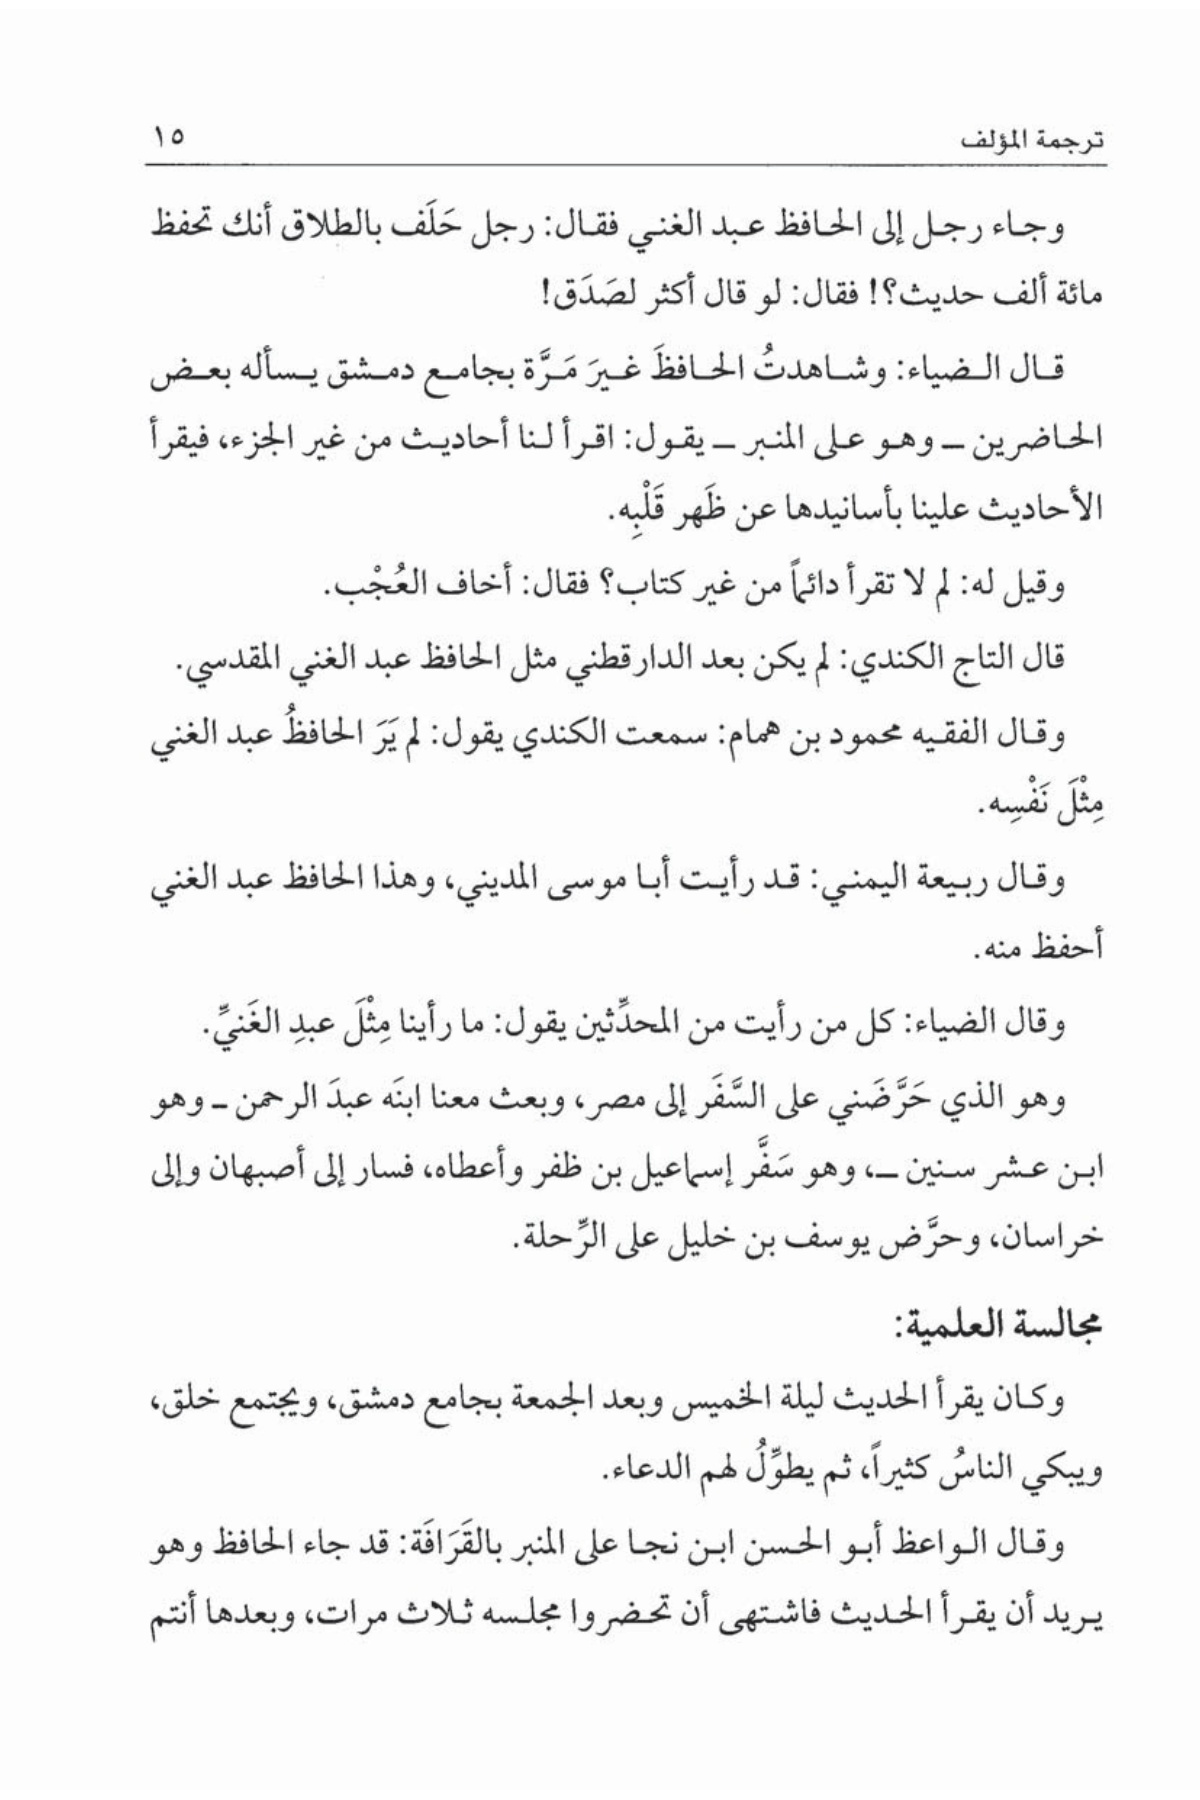 ترجمة المؤلف ١٥
وجاء رجل إلى الحافظ عبد الغني فقال: رجل حَلَف بالطلاق أنك تحفظ
مائة ألف حديث؟! فقال: لو قال أكثر لصَدَق!
قال الضياء: وشاهدتُ الحافظَ غيرَ مَرَّة بجامع دمشق يسأله بعض
الحاضرين ــ وهو على المنبر ــ يقول: اقرأ لنا أحاديث من غير الجزء، فيقرأ
الأحاديث علينا بأسانيدها عن ظَهر قَلْبِه.
وقيل له: لم لا تقرأ دائماً من غير كتاب؟ فقال: أخاف العُجْب.
قال التاج الكندي: لم يكن بعد الدارقطني مثل الحافظ عبد الغني المقدسي.
وقال الفقيه محمود بن همام: سمعت الكندي يقول: لم يَرَ الحافظُ عبد الغني
مِثْلَ نَفْسِه.
وقال ربيعة اليمني: قد رأيت أبا موسى المديني، وهذا الحافظ عبد الغني
أحفظ منه.
وقال الضياء: كل من رأيت من المحدِّثين يقول: ما رأينا مِثْلَ عبدِ الغَنيِّ.
وهو الذي حَرَّضَني على السَّفَر إلى مصر، وبعث معنا ابنَه عبدَ الرحمن ــ وهو
ابن عشر سنين ــ، وهو سَفَّر إسماعيل بن ظفر وأعطاه، فسار إلى أصبهان وإلى
خراسان، وحرَّض يوسف بن خليل على الرِّحلة.
مجالسة العلمية:
وكان يقرأ الحديث ليلة الخميس وبعد الجمعة بجامع دمشق، ويجتمع خلق،
ويبكي الناسُ كثيراً، ثم يطوِّلُ لهم الدعاء.
وقال الواعظ أبو الحسن ابن نجا على المنبر بالقَرَافَة: قد جاء الحافظ وهو
يريد أن يقرأ الحديث فاشتهى أن تحضروا مجلسه ثلاث مرات، وبعدها أنتم